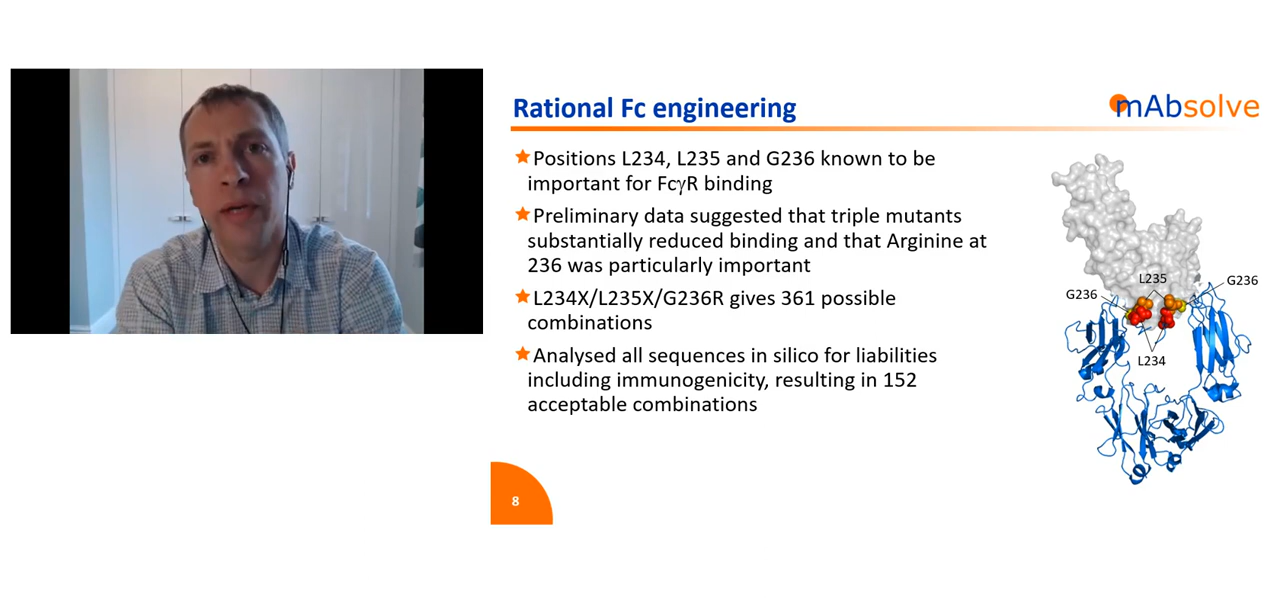 Rational Fc engineering
mAbsolve
Positions L234, L235 and G236 known to be
important for FcγR binding
Preliminary data suggested that triple mutants
substantially reduced binding and that Arginine at
236 was particularly important
L234X/L235X/G236R gives 361 possible
combinations
Analysed all sequences in silico for liabilities
including immunogenicity, resulting in 152
acceptable combinations
L235
G236
G236
L234
8